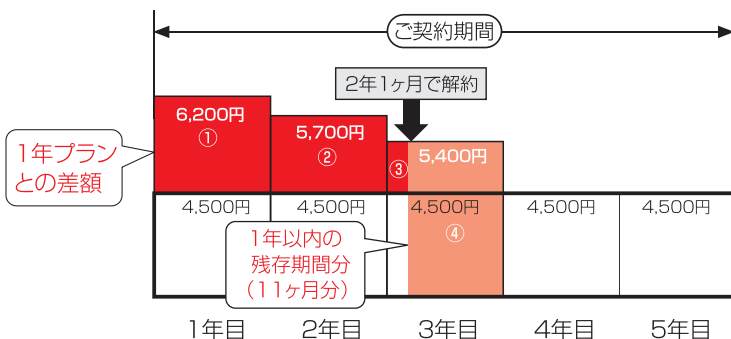 ご契約期間
2年1ヶ月で解約
6,200円
①
5,700円
②
③
5,400円
1年プラン
との差額
4,500円
4,500円
4,500円
4,500円
4,500円
④
1年以内の
残存期間分
（11ヶ月分）
1年目
2年目
3年目
4年目
5年目